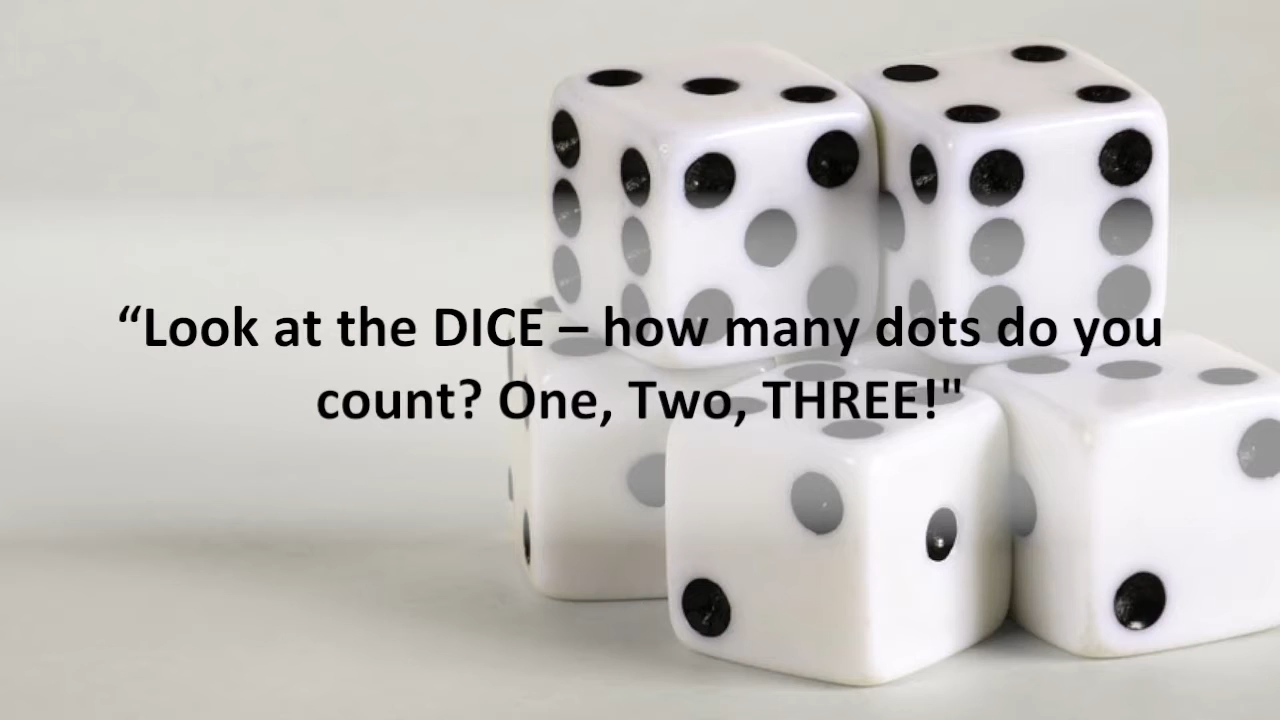 “Look at the DICE – how many dots do you
count? One, Two, THREE!"